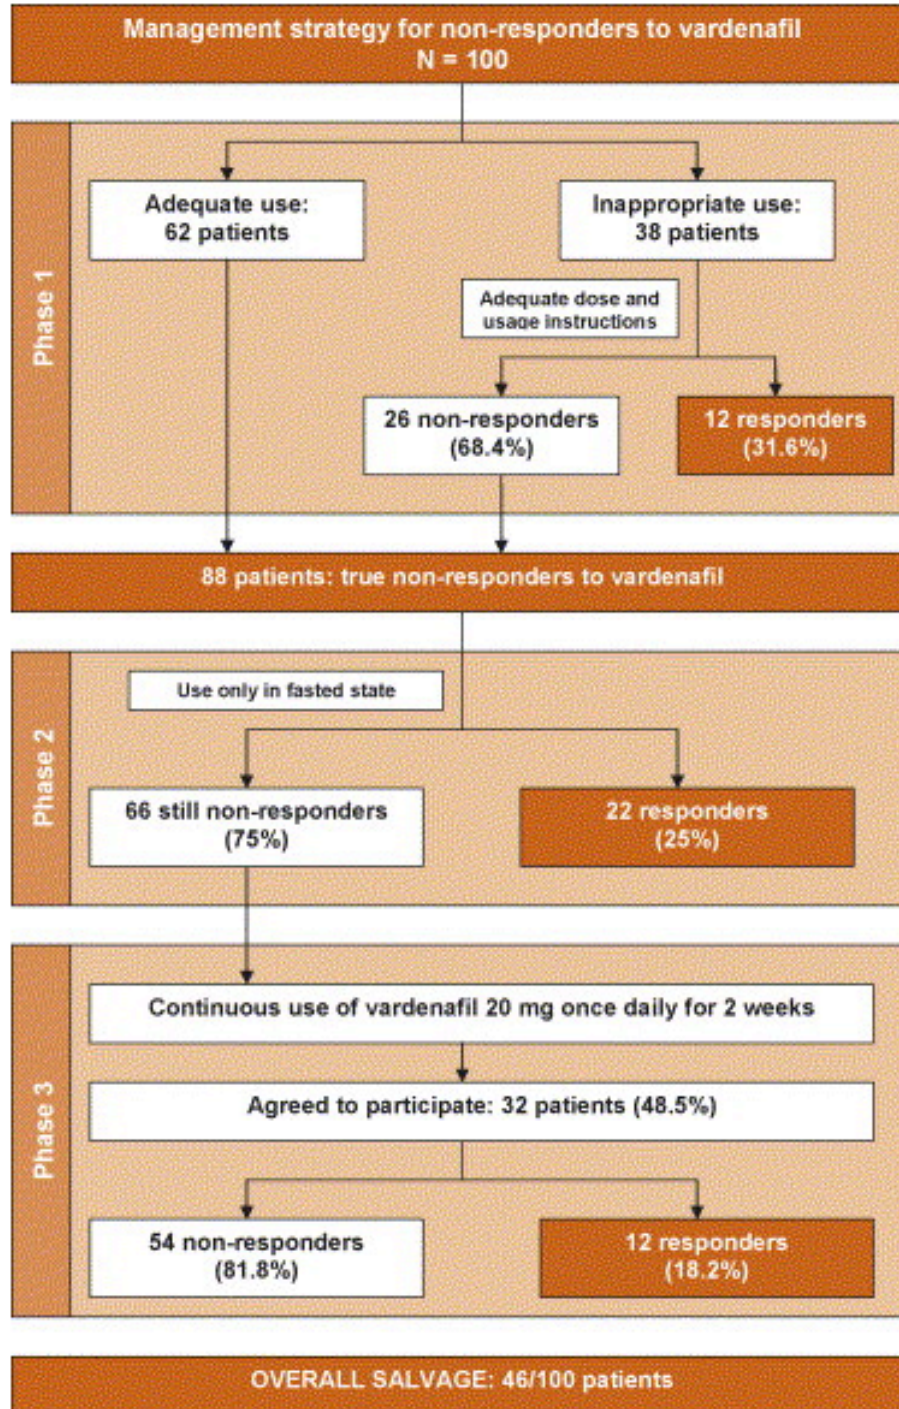 Management strategy for non-responders to vardenafil
N = 100
Phase 1
Adequate use:
62 patients
Inappropriate use:
38 patients
Adequate dose and
usage instructions
26 non-responders
(68.4%)
12 responders
(31.6%)
88 patients: true non-responders to vardenafil
Phase 2
Use only in fasted state
66 still non-responders
(75%)
22 responders
(25%)
Phase 3
Continuous use of vardenafil 20 mg once daily for 2 weeks
Agreed to participate: 32 patients (48.5%)
54 non-responders
(81.8%)
12 responders
(18.2%)
OVERALL SALVAGE: 46/100 patients